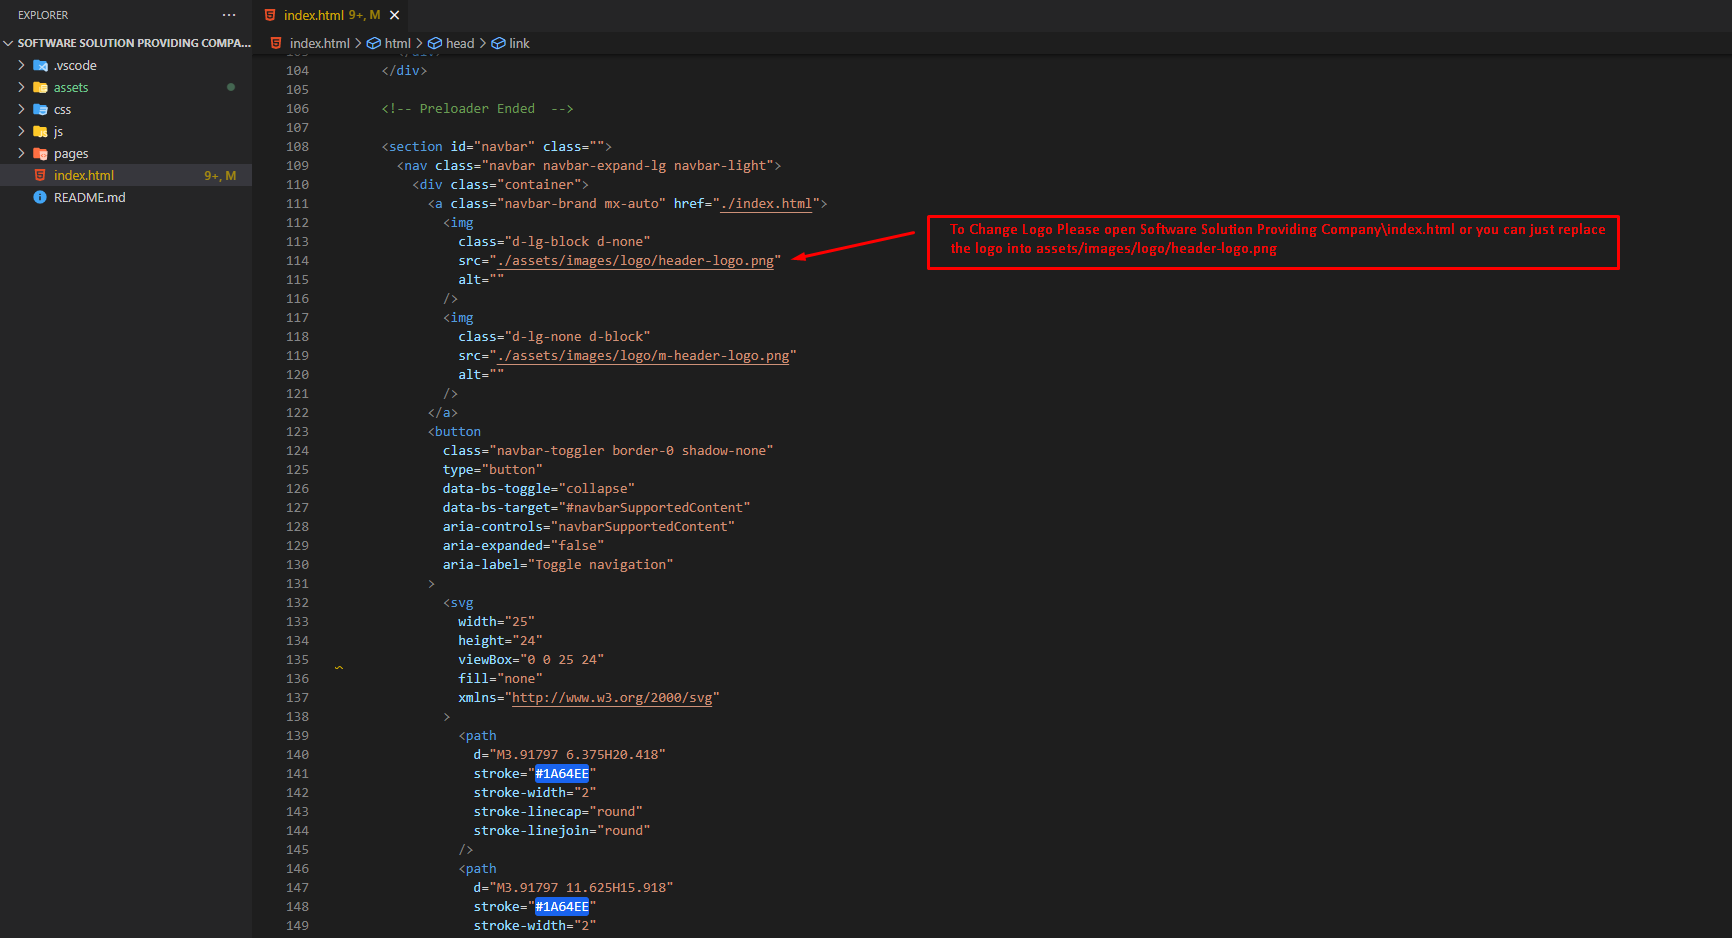 EXPLORER ···
SOFTWARE SOLUTION PROVIDING COMPA...
.vscode
assets
css
js
pages
index.html 9+, M
README.md
index.html 9+, M
index.html > html > head > link
104 </div>
105
106 <!-- Preloader Ended  -->
107
108 <section id="navbar" class="">
109 <nav class="navbar navbar-expand-lg navbar-light">
110 <div class="container">
111 <a class="navbar-brand mx-auto" href="./index.html">
112 <img
113 class="d-lg-block d-none"
114 src="./assets/images/logo/header-logo.png"
115 alt=""
116 />
117 <img
118 class="d-lg-none d-block"
119 src="./assets/images/logo/m-header-logo.png"
120 alt=""
121 />
122 </a>
123 <button
124 class="navbar-toggler border-0 shadow-none"
125 type="button"
126 data-bs-toggle="collapse"
127 data-bs-target="#navbarSupportedContent"
128 aria-controls="navbarSupportedContent"
129 aria-expanded="false"
130 aria-label="Toggle navigation"
131 >
132 <svg
133 width="25"
134 height="24"
135 viewBox="0 0 25 24"
136 fill="none"
137 xmlns="http://www.w3.org/2000/svg"
138 >
139 <path
140 d="M3.91797 6.375H20.418"
141 stroke="#1A64EE"
142 stroke-width="2"
143 stroke-linecap="round"
144 stroke-linejoin="round"
145 />
146 <path
147 d="M3.91797 11.625H15.918"
148 stroke="#1A64EE"
149 stroke-width="2"
To Change Logo Please open Software Solution Providing Company\index.html or you can just replace
the logo into assets/images/logo/header-logo.png